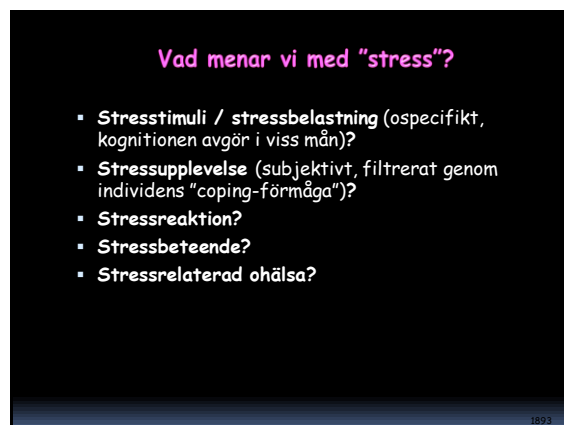 Vad menar vi med ”stress”?
▪ Stresstimuli / stressbelastning (ospecifikt,
kognitionen avgör i viss mån)?
▪ Stressupplevelse (subjektivt, filtrerat genom
individens ”coping-förmåga”)?
▪ Stressreaktion?
▪ Stressbeteende?
▪ Stressrelaterad ohälsa?
1893